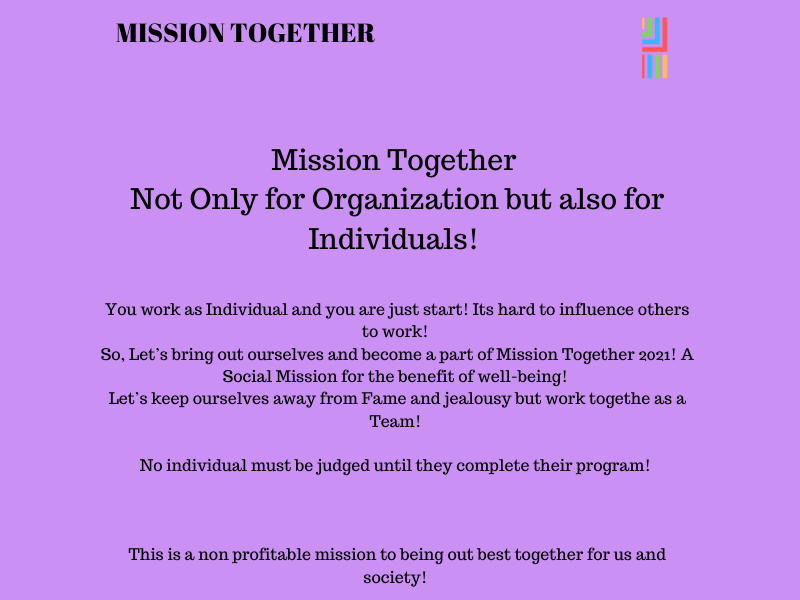 MISSION TOGETHER
Mission Together
Not Only for Organization but also for
Individuals!
You work as Individual and you are just start! Its hard to influence others
to work!
So, Let's bring out ourselves and become a part of Mission Together 2021! A
Social Mission for the benefit of well-being!
Let's keep ourselves away from Fame and jealousy but work togethe as a
Team!
No individual must be judged until they complete their program!
This is a non profitable mission to being out best together for us and
society!